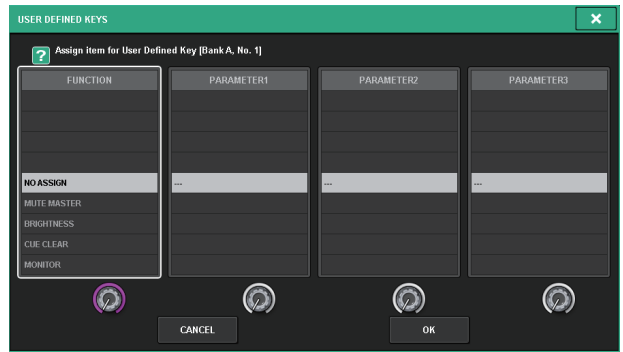 USER DEFINED KEYS
Assign item for User Defined Key [Bank A, No. 1]
FUNCTION PARAMETER1 PARAMETER2 PARAMETER3
NO ASSIGN --- --- ---
MUTE MASTER
BRIGHTNESS
CUE CLEAR
MONITOR
CANCEL OK